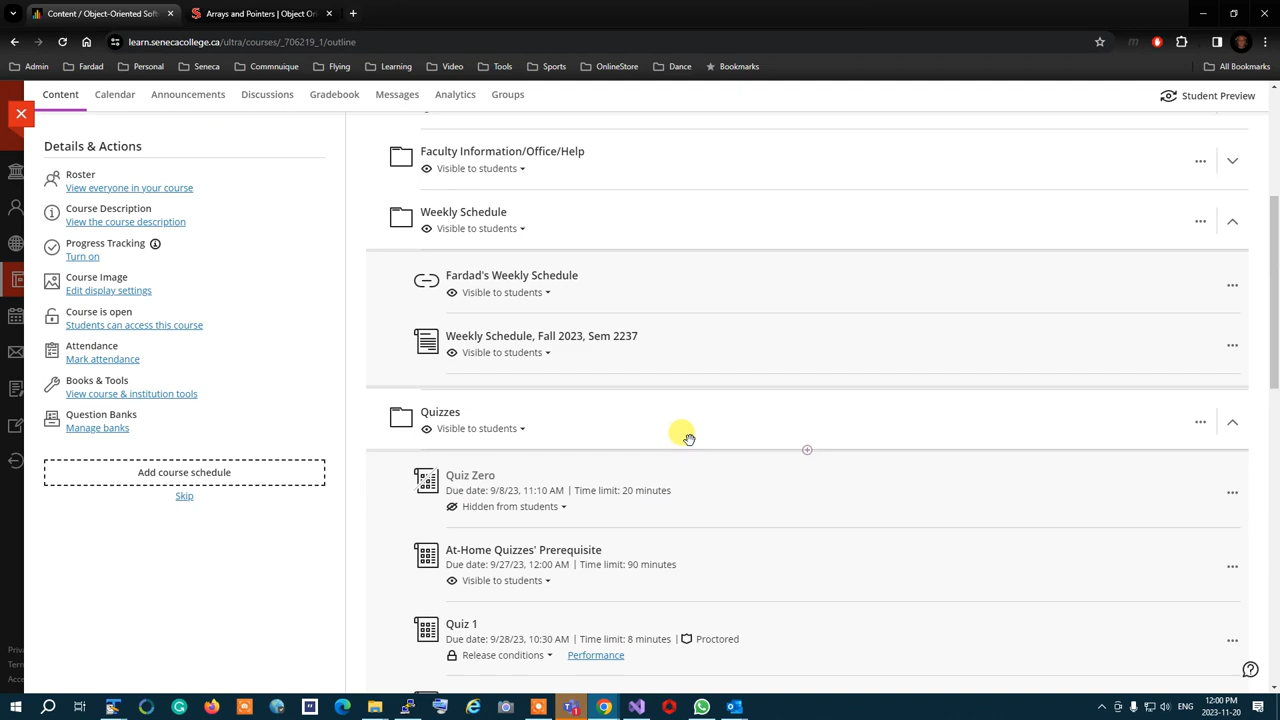 Content / Object-Oriented Sof
Arrays and Pointers | Object Ori
learn.senecacollege.ca/ultra/courses/_706219_1/outline
Admin
Personal
Commnuique
Flying
Learning
Tools
Sports
OnlineStore
Dance
Bookmarks
All Bookmarks
Content
Calendar
Announcements
Discussions
Gradebook
Messages
Analytics
Groups
Student Preview
Details & Actions
Roster
View everyone in your course
Course Description
View the course description
Progress Tracking
Turn on
Course Image
Edit display settings
Course is open
Students can access this course
Attendance
Mark attendance
Books & Tools
View course & institution tools
Question Banks
Manage banks
Add course schedule
Skip
Priva
Term
Acce
Faculty Information/Office/Help
Visible to students
Weekly Schedule
Visible to students
Fardad's Weekly Schedule
Visible to students
Weekly Schedule, Fall 2023, Sem 2237
Visible to students
Quizzes
Visible to students
Quiz Zero
Due date: 9/8/23, 11:10 AM | Time limit: 20 minutes
Hidden from students
At-Home Quizzes' Prerequisite
Due date: 9/27/23, 12:00 AM | Time limit: 90 minutes
Visible to students
Quiz 1
Due date: 9/28/23, 10:30 AM | Time limit: 8 minutes | Proctored
Release conditions
Performance
12:00 PM
2023-11-20